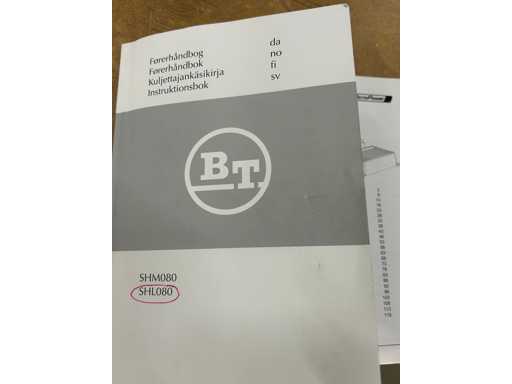 Førerhåndbog da
Førerhåndbok no
Kuljettajankäsikirja fi
Instruktionsbok sv
BT
SHM080
SHL080